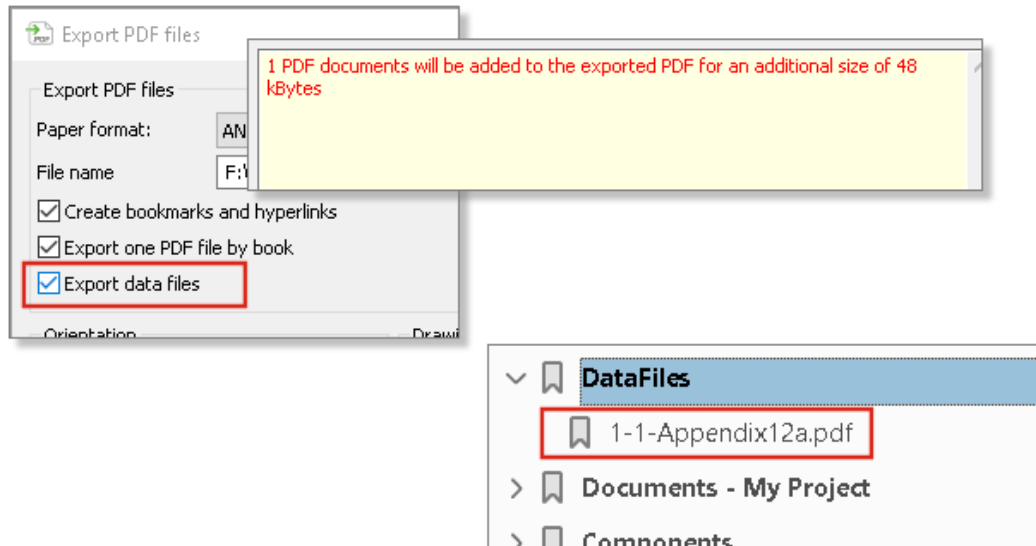 Export PDF files
1 PDF documents will be added to the exported PDF for an additional size of 48
kBytes
Export PDF files
Paper format:
AN
File name
F:\
Create bookmarks and hyperlinks
Export one PDF file by book
Export data files
Orientation
Drawi
DataFiles
1-1-Appendix12a.pdf
Documents - My Project
Components